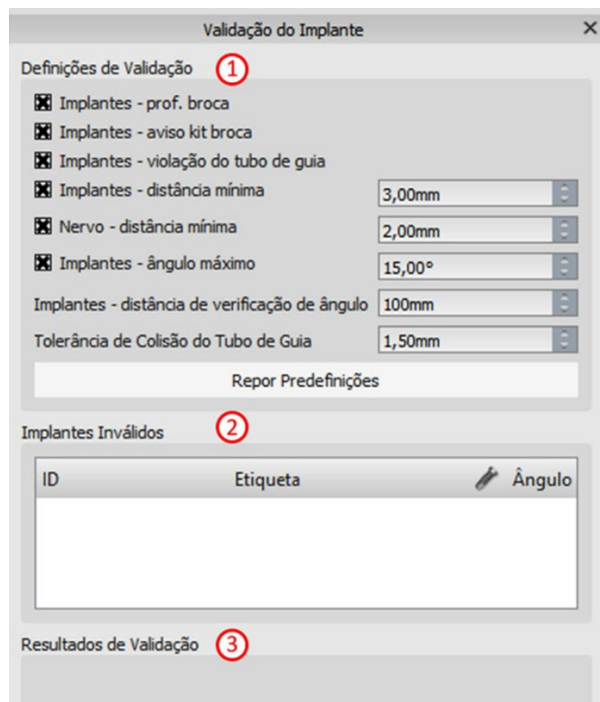 Validação do Implante
Definições de Validação 1
Implantes - prof. broca
Implantes - aviso kit broca
Implantes - violação do tubo de guia
Implantes - distância mínima 3,00mm
Nervo - distância mínima 2,00mm
Implantes - ângulo máximo 15,00°
Implantes - distância de verificação de ângulo 100mm
Tolerância de Colisão do Tubo de Guia 1,50mm
Repor Predefinições
Implantes Inválidos 2
ID Etiqueta Ângulo
Resultados de Validação 3